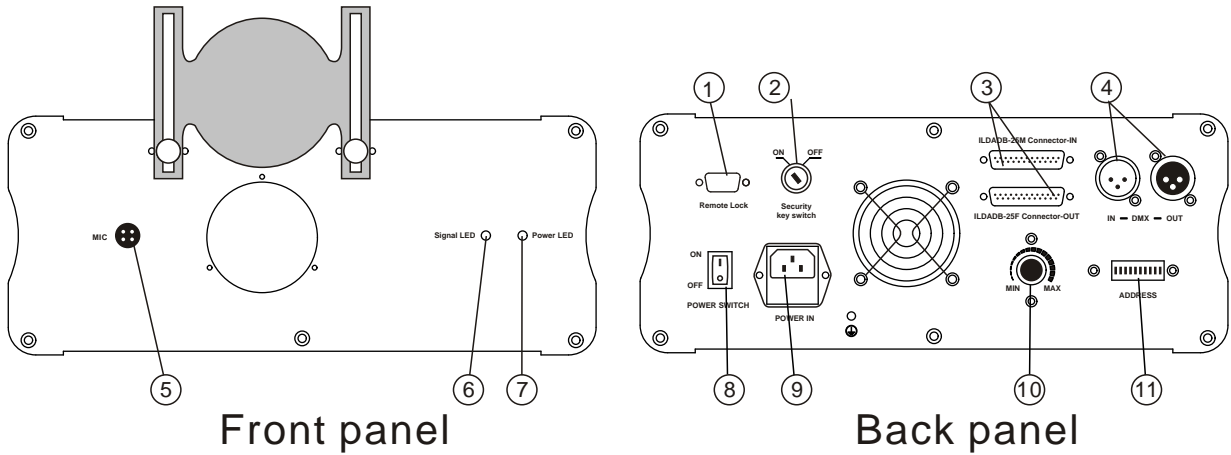 1
2
3
4
ILDADB-25M Connector-IN
ON OFF
Remote Lock
Security
key switch
ILDADB-25F Connector-OUT
IN DMX OUT
MIC
Signal LED
Power LED
ON
OFF
POWER SWITCH
POWER IN
MIN MAX
ADDRESS
5
6
7
8
9
10
11
Front panel
Back panel